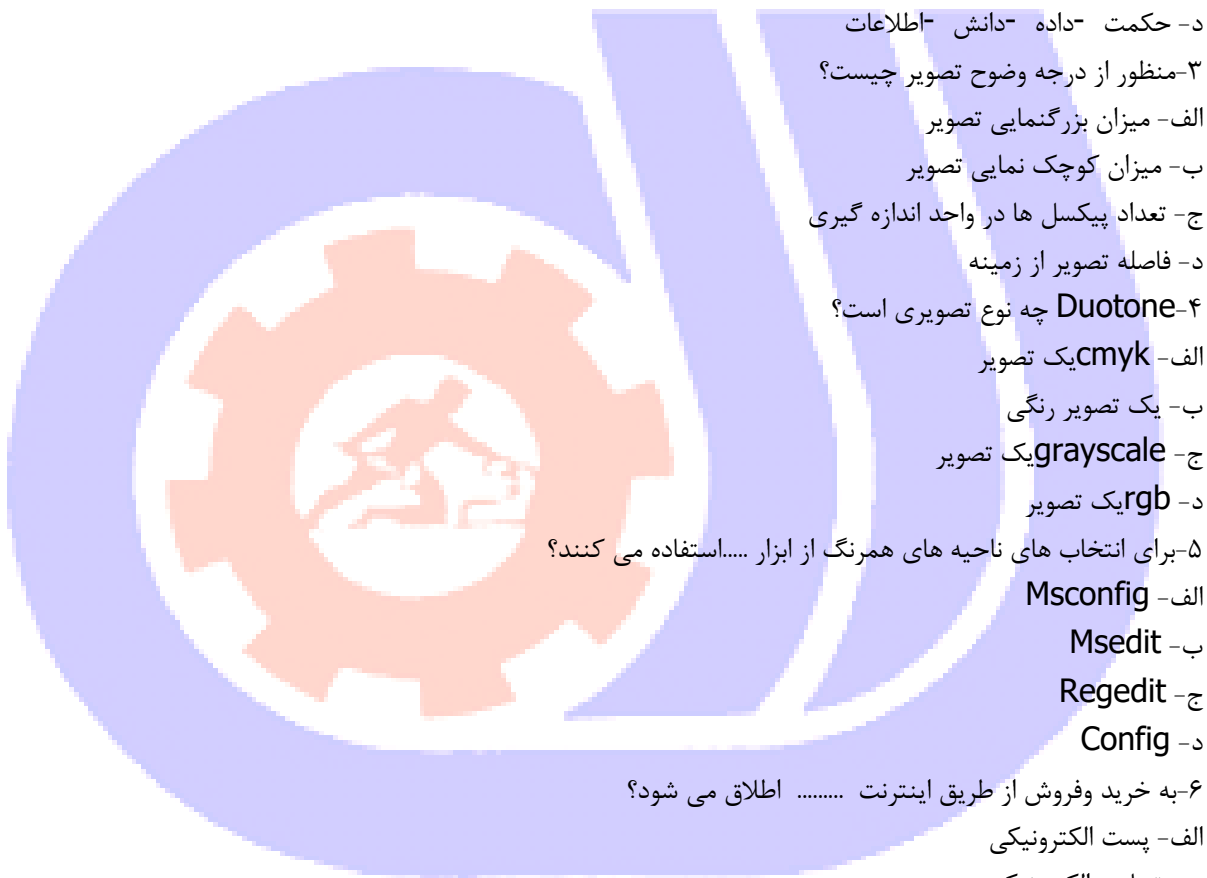 د- حکمت -داده -دانش -اطلاعات
۳-منظور از درجه وضوح تصویر چیست؟
الف- میزان بزرگنمایی تصویر
ب- میزان کوچک نمایی تصویر
ج- تعداد پیکسل ها در واحد اندازه گیری
د- فاصله تصویر از زمینه
۴-Duotone چه نوع تصویری است؟
الف- cmykیک تصویر
ب- یک تصویر رنگی
ج- grayscaleیک تصویر
د- rgbیک تصویر
۵-برای انتخاب های ناحیه های همرنگ از ابزار .....استفاده می کنند؟
الف- Msconfig
ب- Msedit
ج- Regedit
د- Config
۶-به خرید وفروش از طریق اینترنت ......... اطلاق می شود؟
الف- پست الکترونیکی